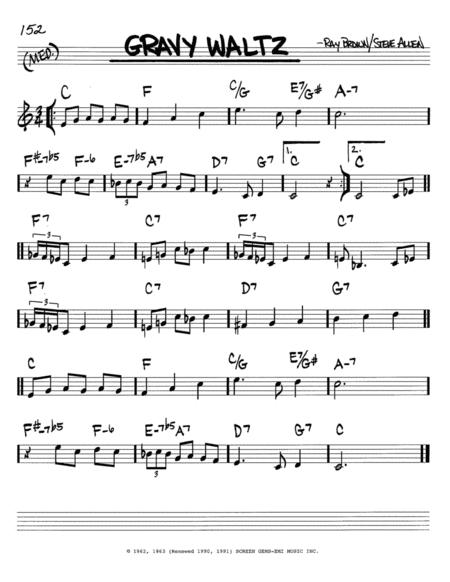 152
(MED.)
GRAVY WALTZ
-RAY BROWN/STEVE ALLEN
C F C/G E7/G# A-7
3 4
F#-7b5 F-6 E-7b5 A7 D7 G7 1. C 2. C
3
F7 C7 F7 C7
3 3
F7 C7 D7 G7
3
C F C/G E7/G# A-7
F#-7b5 F-6 E-7b5 A7 D7 G7 C
3
© 1962, 1963 (Renewed 1990, 1991) SCREEN GEMS-EMI MUSIC INC.